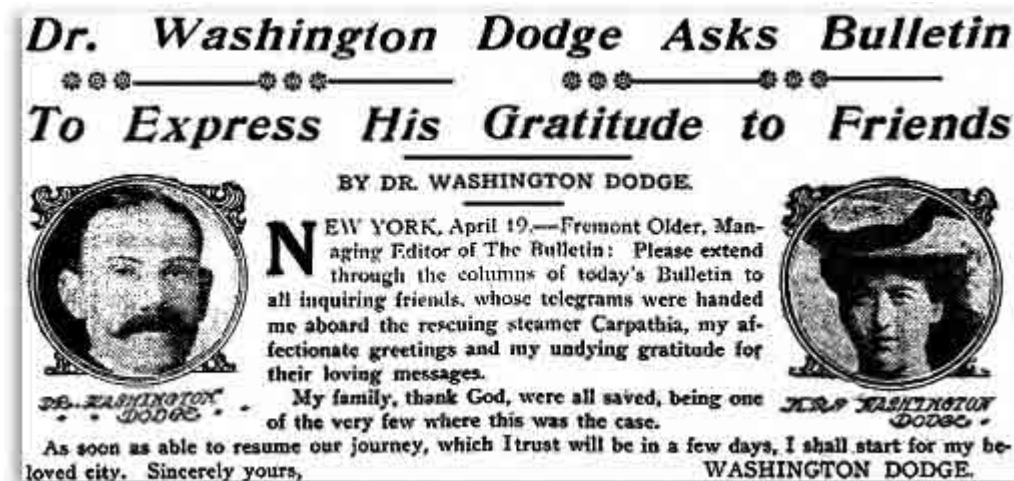 Dr. Washington Dodge Asks Bulletin
To Express His Gratitude to Friends
BY DR. WASHINGTON DODGE.
NEW YORK, April 19.—Fremont Older, Man-
aging Editor of The Bulletin: Please extend
through the columns of today's Bulletin to
all inquiring friends, whose telegrams were handed
me aboard the rescuing steamer Carpathia, my af-
fectionate greetings and my undying gratitude for
their loving messages.
My family, thank God, were all saved, being one
of the very few where this was the case.
DR. WASHINGTON
DODGE
MRS WASHINGTON
DODGE
As soon as able to resume our journey, which I trust will be in a few days, I shall start for my be-
loved city. Sincerely yours, WASHINGTON DODGE.